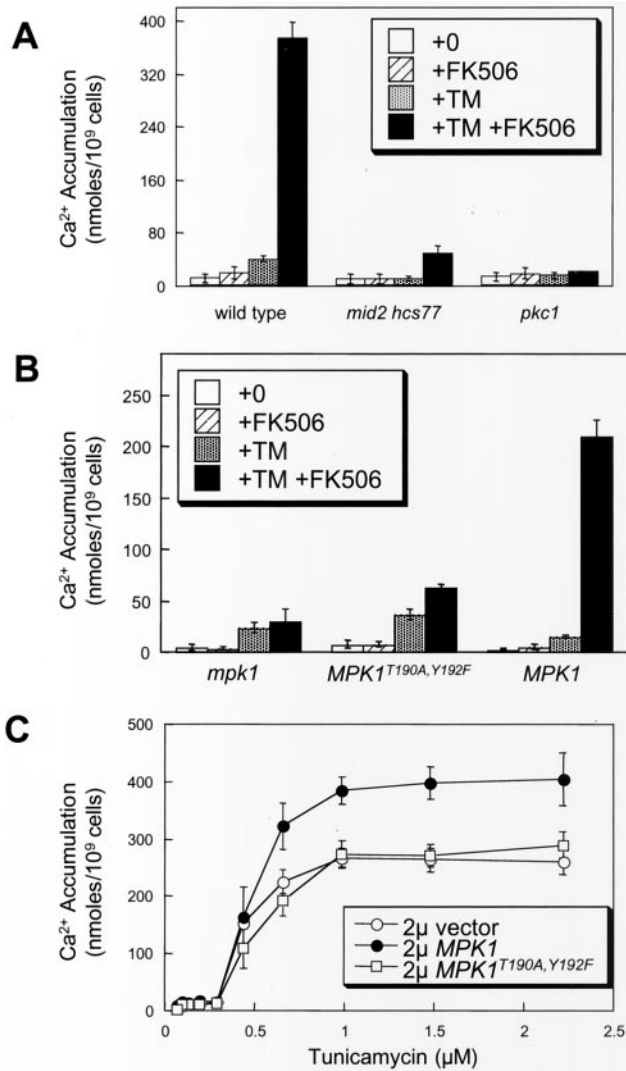 A
Ca²⁺ Accumulation
(nmoles/10⁹ cells)
400
320
240
160
80
0
+0
+FK506
+TM
+TM +FK506
wild type
mid2 hcs77
pkc1
B
Ca²⁺ Accumulation
(nmoles/10⁹ cells)
250
200
150
100
50
0
+0
+FK506
+TM
+TM +FK506
mpk1
MPK1ᵀ¹⁹⁰ᴬ,ʸ¹⁹²ꟳ
MPK1
C
Ca²⁺ Accumulation
(nmoles/10⁹ cells)
500
400
300
200
100
0
2µ vector
2µ MPK1
2µ MPK1ᵀ¹⁹⁰ᴬ,ʸ¹⁹²ꟳ
0 0.5 1 1.5 2 2.5
Tunicamycin (µM)